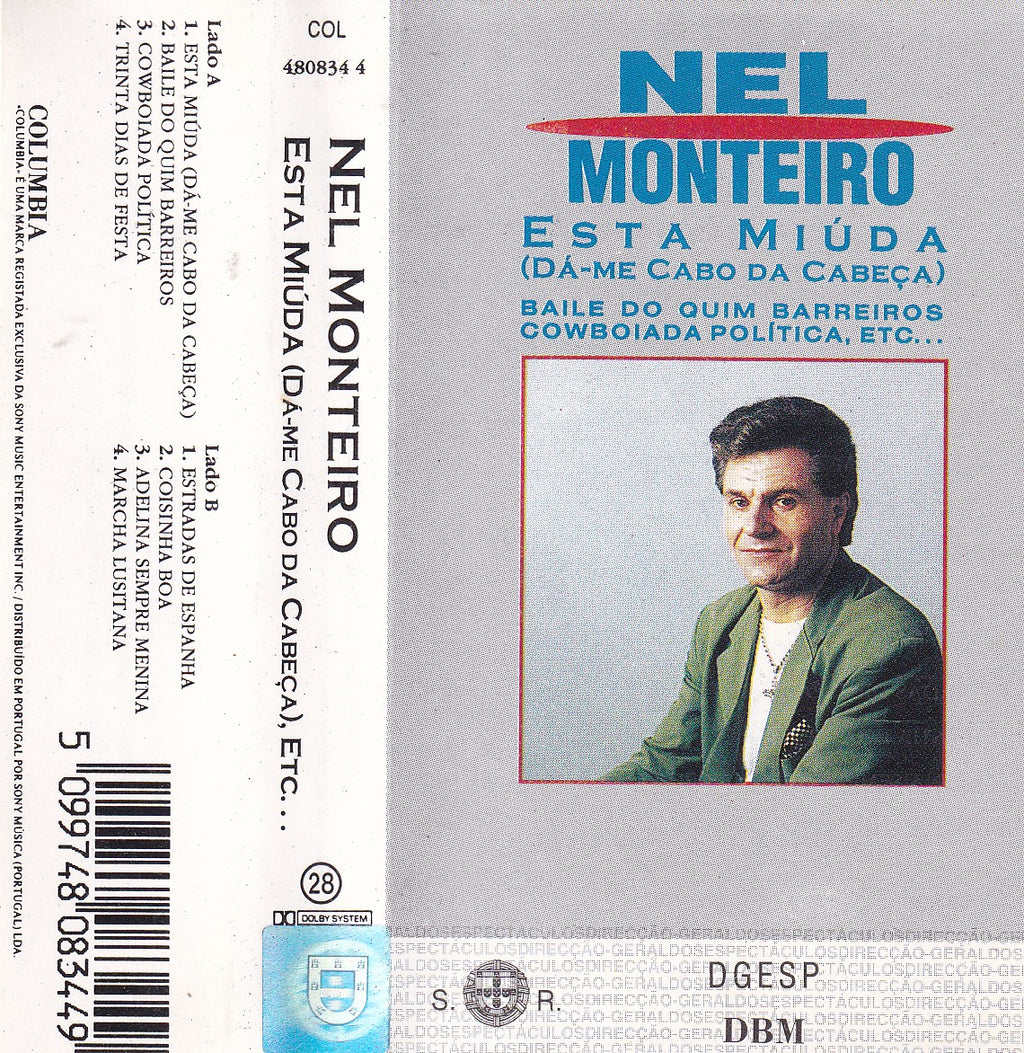 Lado A
1. ESTA MIÚDA (DÁ-ME CABO DA CABEÇA)
2. BAILE DO QUIM BARREIROS
3. COWBOIADA POLÍTICA
4. TRINTA DIAS DE FESTA
Lado B
1. ESTRADAS DE ESPANHA
2. COISINHA BOA
3. ADELINA SEMPRE MENINA
4. MARCHA LUSITANA
COLUMBIA
«COLUMBIA» É UMA MARCA REGISTADA EXCLUSIVA DA SONY MUSIC ENTERTAINMENT INC. / DISTRIBUÍDO EM PORTUGAL POR SONY MÚSICA (PORTUGAL) LDA.
5 099748 083449
COL
480834 4
NEL MONTEIRO
ESTA MIÚDA (DÁ-ME CABO DA CABEÇA), ETC...
28
DOLBY SYSTEM
NEL
MONTEIRO
ESTA MIÚDA
(DÁ-ME CABO DA CABEÇA)
BAILE DO QUIM BARREIROS
COWBOIADA POLÍTICA, ETC...
ALDOSESPECTÁCULOSDIRECÇÃO-GERALDOSESPECTÁCULOSDIRECÇÃO-GERALDOS
S. R.
DGESP
DBM